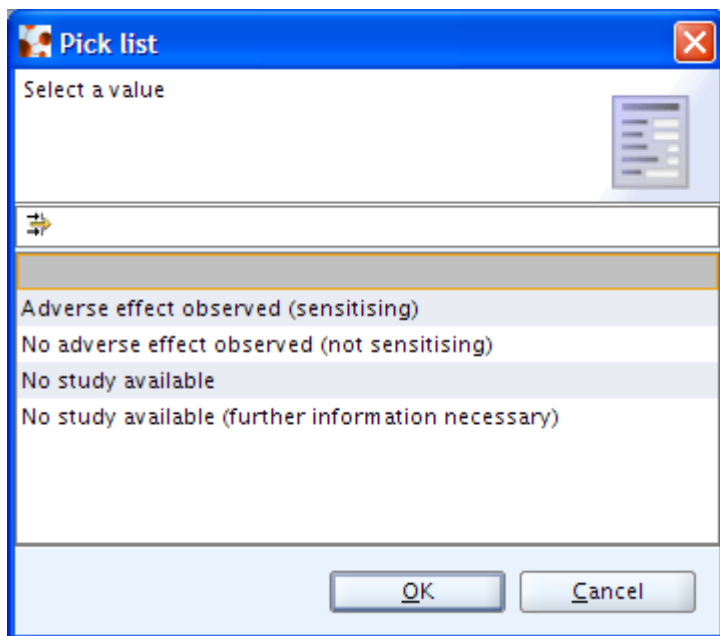 Pick list
Select a value
Adverse effect observed (sensitising)
No adverse effect observed (not sensitising)
No study available
No study available (further information necessary)
OK
Cancel